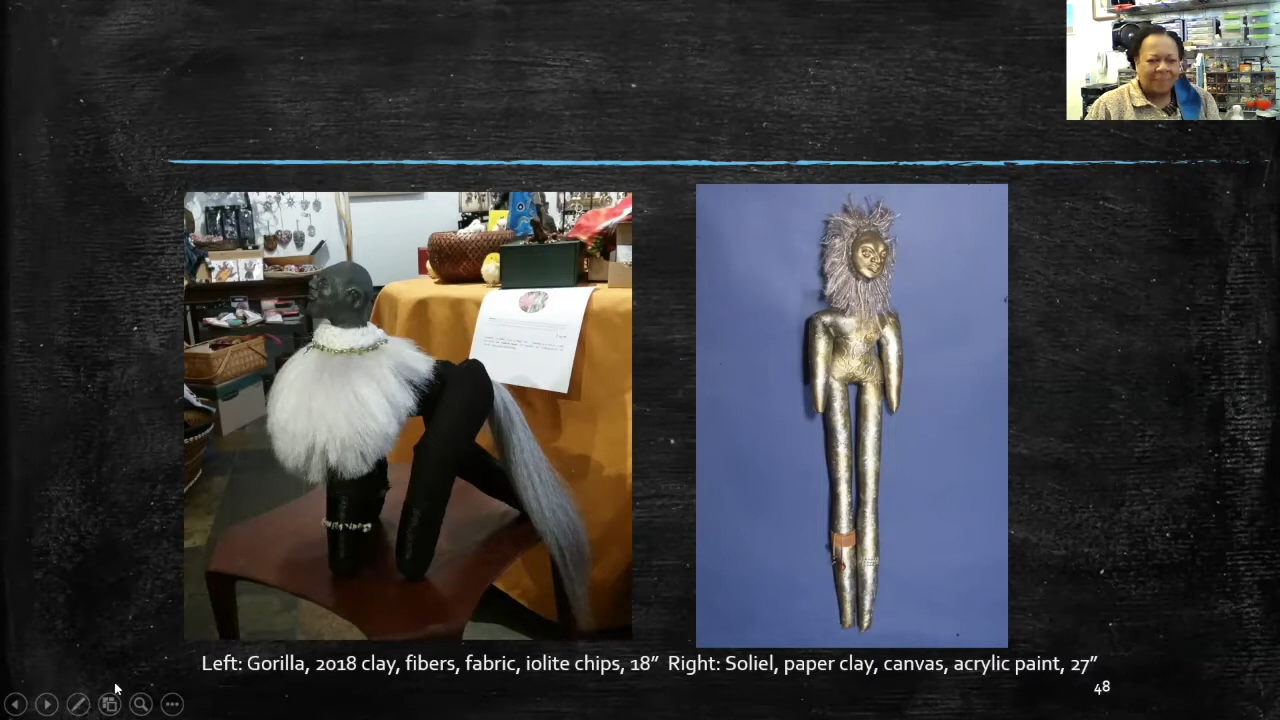 Left: Gorilla, 2018 clay, fibers, fabric, iolite chips, 18” Right: Soliel, paper clay, canvas, acrylic paint, 27”
48